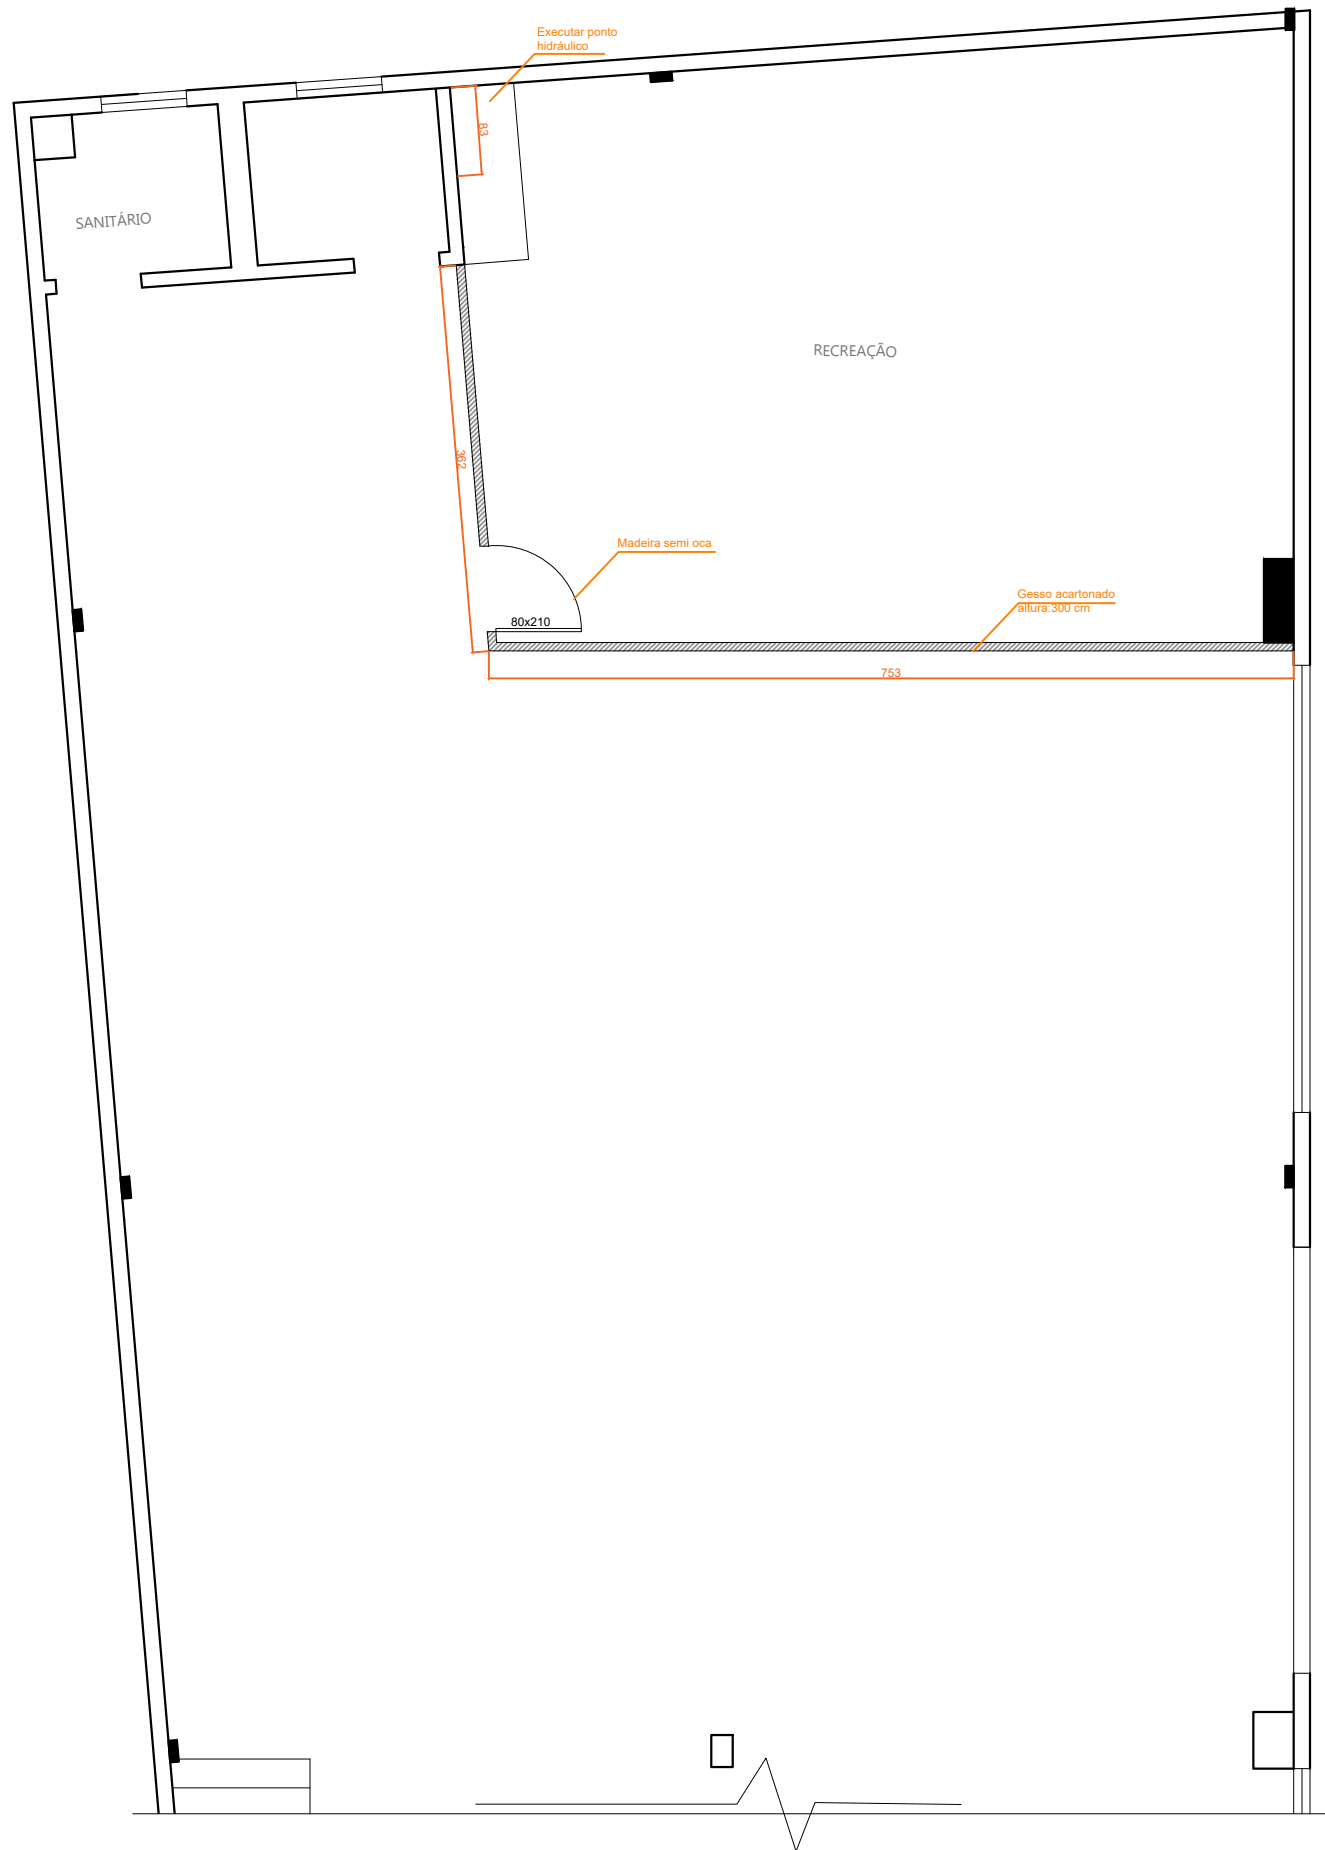 Executar ponto
hidráulico
83
SANITÁRIO
RECREAÇÃO
362
Madeira semi oca
Gesso acartonado
altura:300 cm
80x210
753